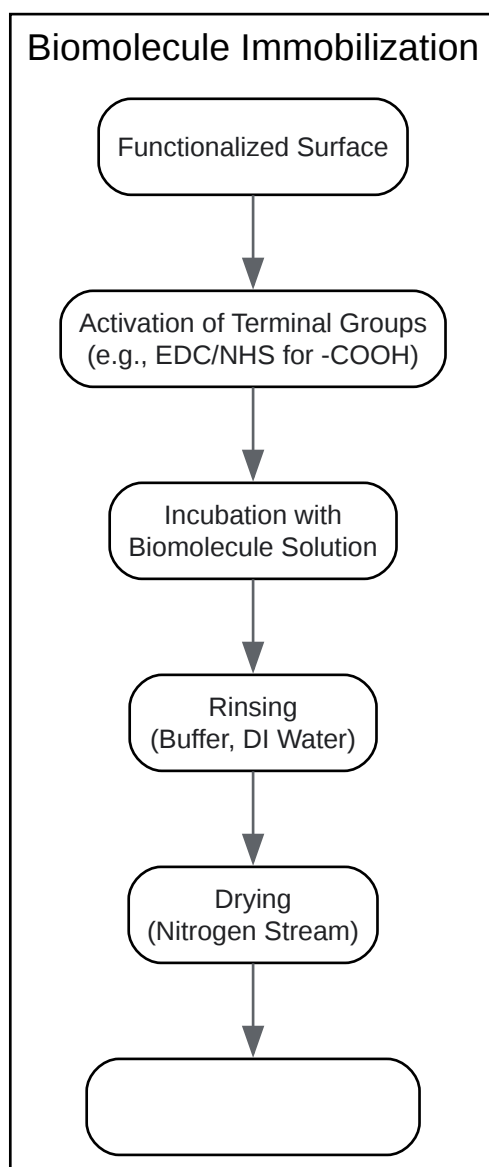 Biomolecule Immobilization
Functionalized Surface
Activation of Terminal Groups
(e.g., EDC/NHS for -COOH)
Incubation with
Biomolecule Solution
Rinsing
(Buffer, DI Water)
Drying
(Nitrogen Stream)